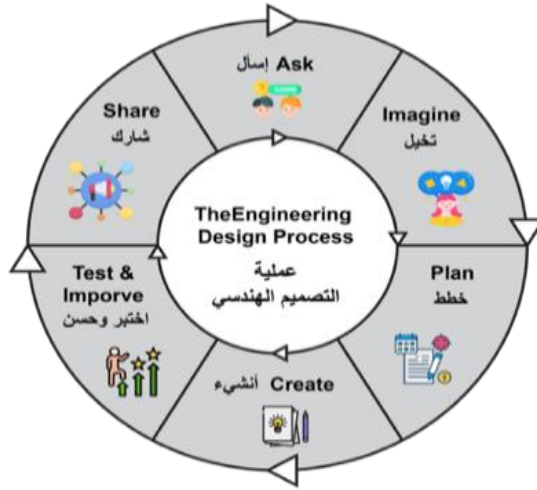 إسأل Ask
Imagine
تخيل
Plan
خطط
Create أنشيء
Test &
Imporve
اختبر وحسن
Share
شارك
TheEngineering
Design Process
عملية
التصميم الهندسي